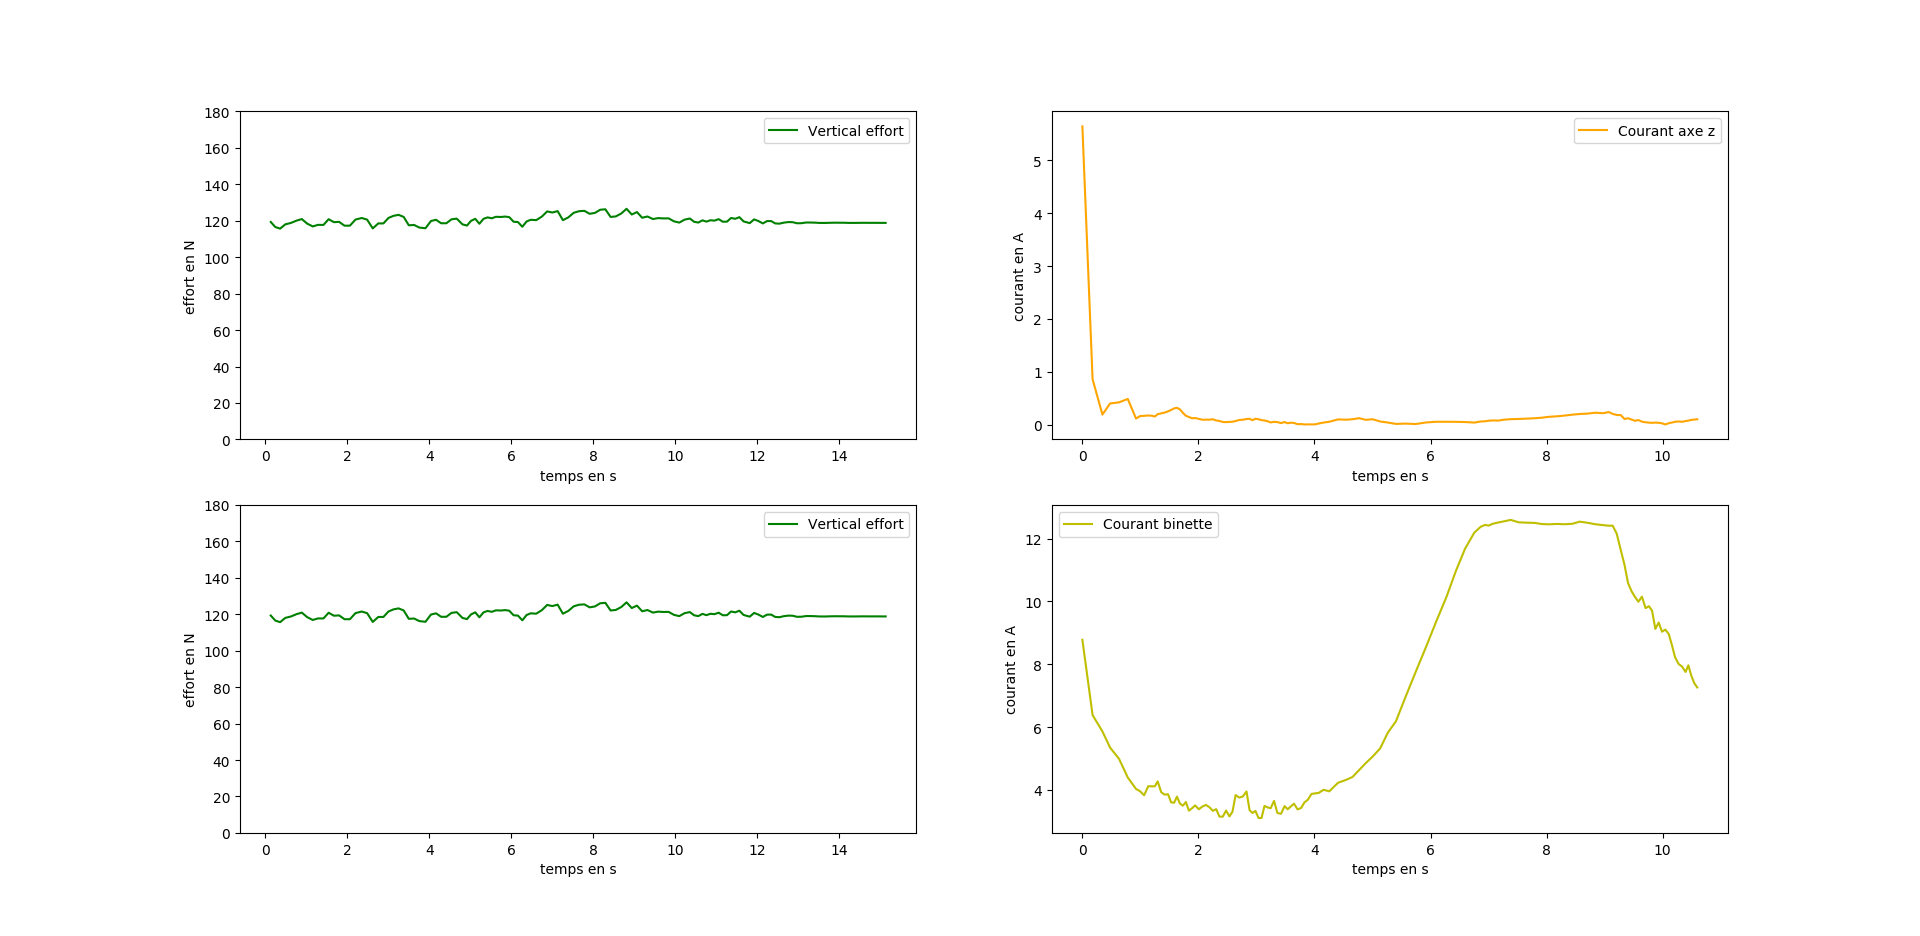 Vertical effort
effort en N
180
160
140
120
100
80
60
40
20
0
0 2 4 6 8 10 12 14
temps en s
Courant axe z
courant en A
5
4
3
2
1
0
0 2 4 6 8 10
temps en s
Vertical effort
effort en N
180
160
140
120
100
80
60
40
20
0
0 2 4 6 8 10 12 14
temps en s
Courant binette
courant en A
12
10
8
6
4
0 2 4 6 8 10
temps en s